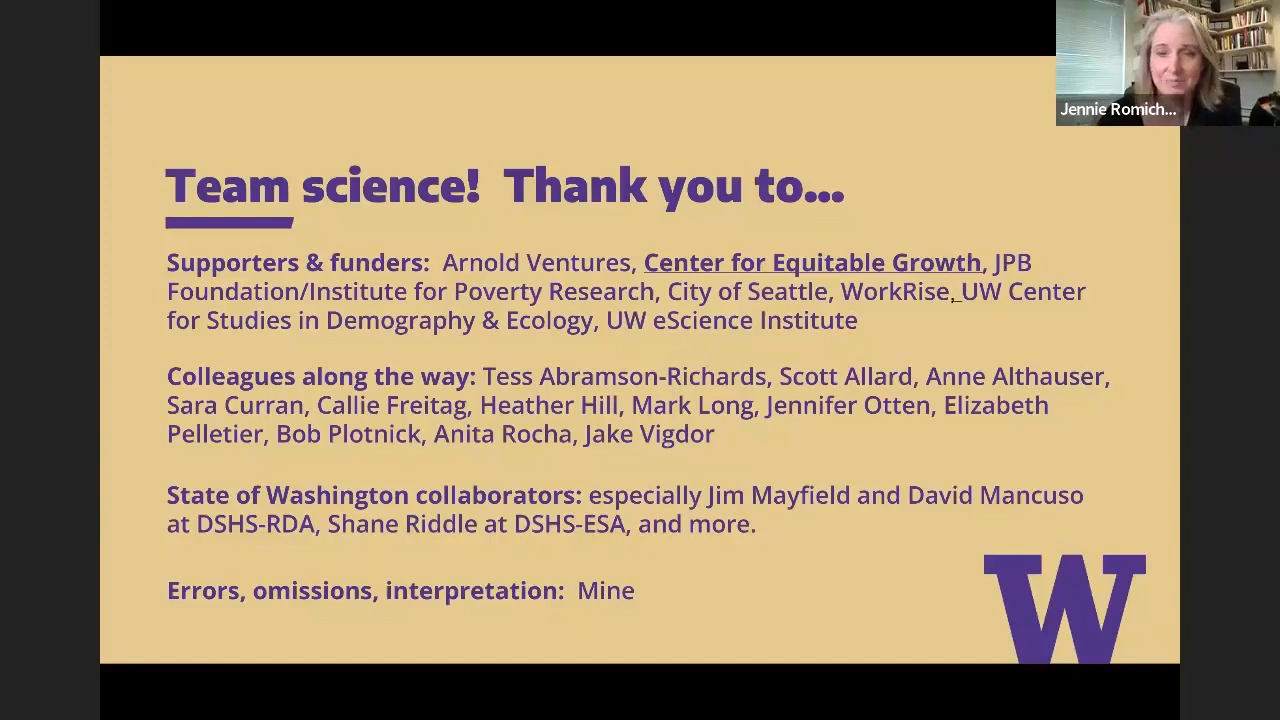 Jennie Romich...
Team science!  Thank you to...
Supporters & funders:  Arnold Ventures, Center for Equitable Growth, JPB
Foundation/Institute for Poverty Research, City of Seattle, WorkRise, UW Center
for Studies in Demography & Ecology, UW eScience Institute
Colleagues along the way: Tess Abramson-Richards, Scott Allard, Anne Althauser,
Sara Curran, Callie Freitag, Heather Hill, Mark Long, Jennifer Otten, Elizabeth
Pelletier, Bob Plotnick, Anita Rocha, Jake Vigdor
State of Washington collaborators: especially Jim Mayfield and David Mancuso
at DSHS-RDA, Shane Riddle at DSHS-ESA, and more.
Errors, omissions, interpretation:  Mine
W